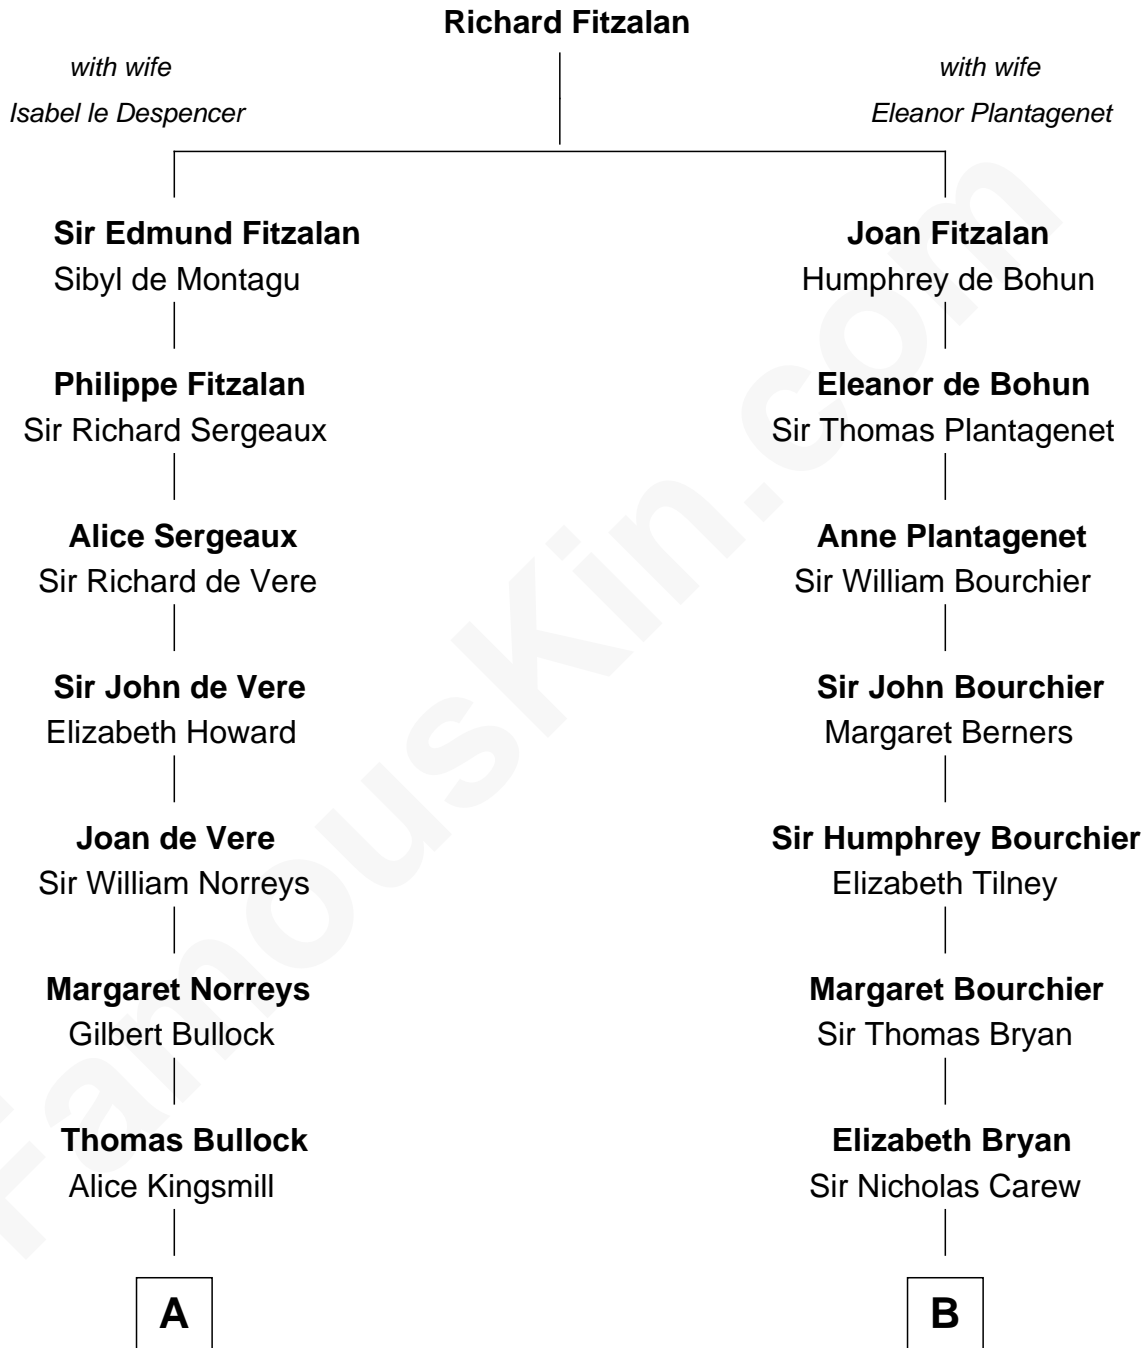 Richard Fitzalan
with wife
Isabel le Despencer
with wife
Eleanor Plantagenet
Sir Edmund Fitzalan
Sibyl de Montagu
Joan Fitzalan
Humphrey de Bohun
Philippe Fitzalan
Sir Richard Sergeaux
Eleanor de Bohun
Sir Thomas Plantagenet
Alice Sergeaux
Sir Richard de Vere
Anne Plantagenet
Sir William Bourchier
Sir John de Vere
Elizabeth Howard
Sir John Bourchier
Margaret Berners
Joan de Vere
Sir William Norreys
Sir Humphrey Bourchier
Elizabeth Tilney
Margaret Norreys
Gilbert Bullock
Margaret Bourchier
Sir Thomas Bryan
Thomas Bullock
Alice Kingsmill
Elizabeth Bryan
Sir Nicholas Carew
A
B
FamousKin.com